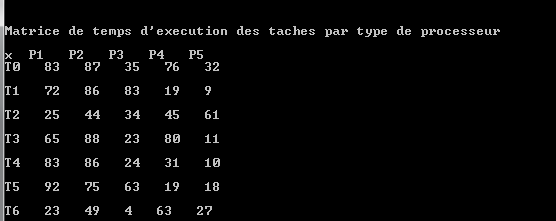 Matrice de temps d'execution des taches par type de processeur
x P1 P2 P3 P4 P5
T0 83 87 35 76 32
T1 72 86 83 19 9
T2 25 44 34 45 61
T3 65 88 23 80 11
T4 83 86 24 31 10
T5 92 75 63 19 18
T6 23 49 4 63 27